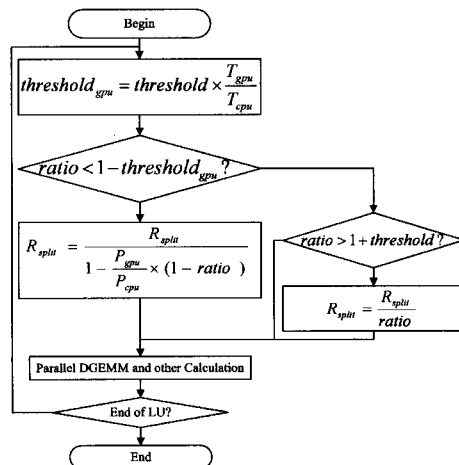 Begin
threshold_gpu = threshold × T_gpu / T_cpu
ratio < 1 − threshold_gpu ?
R_split = R_split / (1 − P_gpu / P_cpu × (1 − ratio ))
ratio > 1 + threshold ?
R_split = R_split / ratio
Parallel DGEMM and other Calculation
End of LU?
End